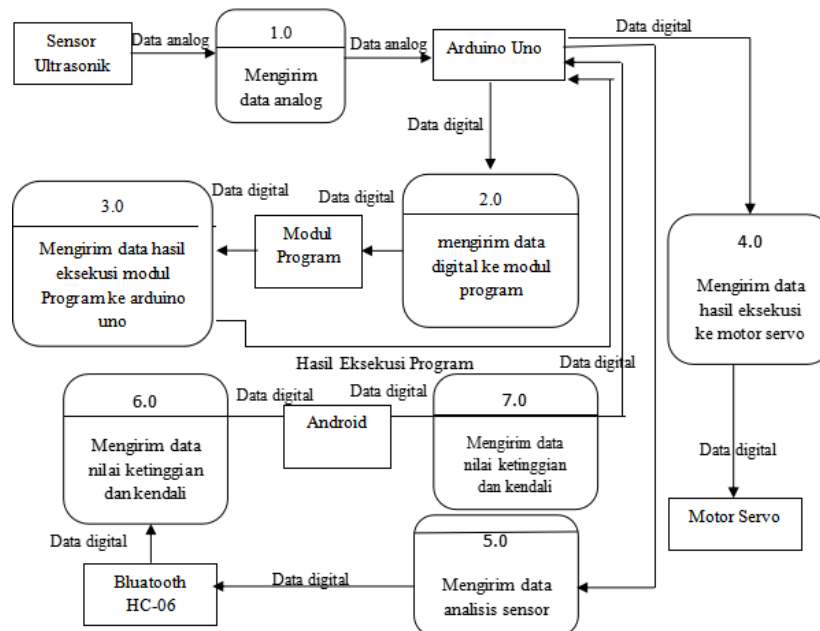 Sensor
Ultrasonik
Data analog
1.0
Mengirim
data analog
Data analog
Arduino Uno
Data digital
Data digital
Data digital
3.0
Mengirim data hasil
eksekusi modul
Program ke arduino
uno
Modul
Program
Data digital
2.0
mengirim data
digital ke modul
program
4.0
Mengirim data
hasil eksekusi
ke motor servo
Hasil Eksekusi Program
Data digital
6.0
Mengirim data
nilai ketinggian
dan kendali
Data digital
Android
Data digital
7.0
Mengirim data
nilai ketinggian
dan kendali
Data digital
Motor Servo
Data digital
Bluatooth
HC-06
Data digital
5.0
Mengirim data
analisis sensor